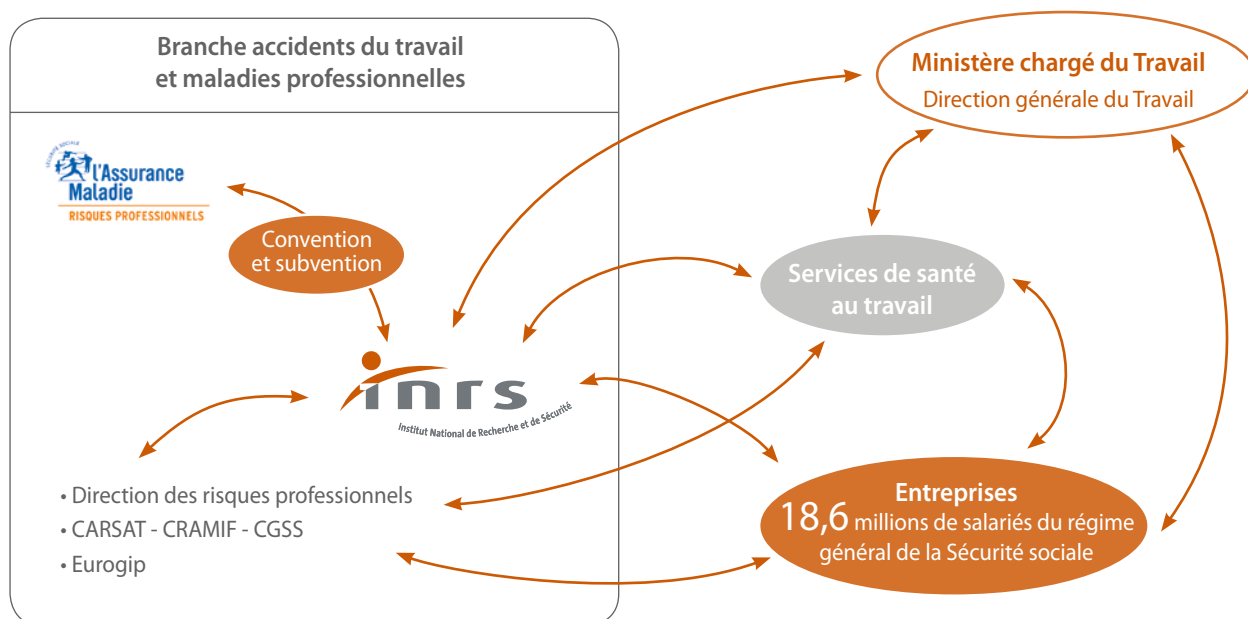 Branche accidents du travail
et maladies professionnelles
SÉCURITÉ SOCIALE
l'Assurance
Maladie
RISQUES PROFESSIONNELS
Convention
et subvention
inrs
Institut National de Recherche et de Sécurité
• Direction des risques professionnels
• CARSAT - CRAMIF - CGSS
• Eurogip
Ministère chargé du Travail
Direction générale du Travail
Services de santé
au travail
Entreprises
18,6 millions de salariés du régime
général de la Sécurité sociale